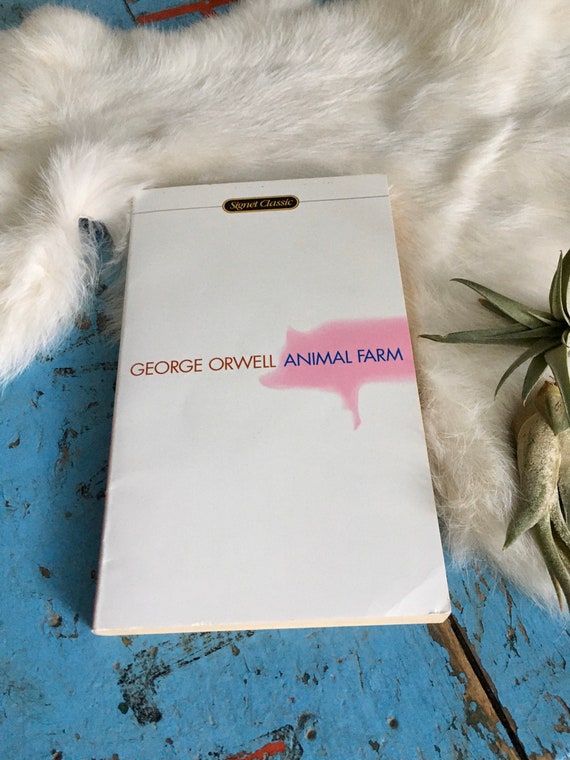 Signet Classic
GEORGE ORWELL ANIMAL FARM